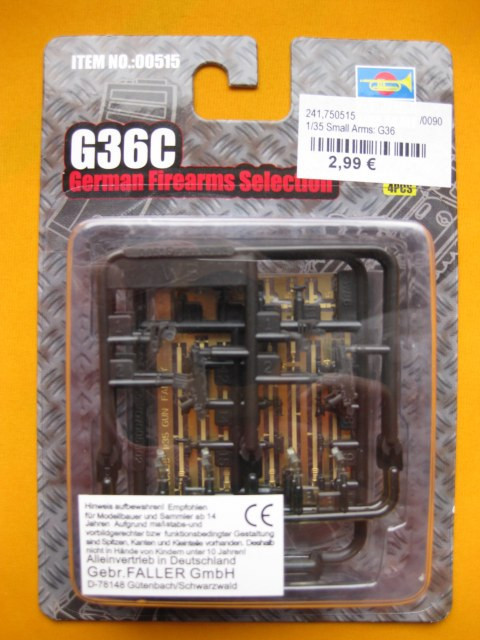 ITEM NO.:00515
241,750515 /0090
1/35 Small Arms: G36
2,99 €
G36C
German Firearms Selection
4PCS
GUN
Hinweis aufbewahren! Empfohlen
für Modellbauer und Sammler ab 14
Jahren. Aufgrund maßstabs-und
vorbildgerechter bzw. funktionsbedingter Gestaltung
sind Spitzen, Kanten und Kleinteile vorhanden. Deshalb
nicht in Hände von Kindern unter 10 Jahren!
Alleinvertrieb in Deutschland
Gebr.FALLER GmbH
D-78148 Gütenbach/Schwarzwald
CE